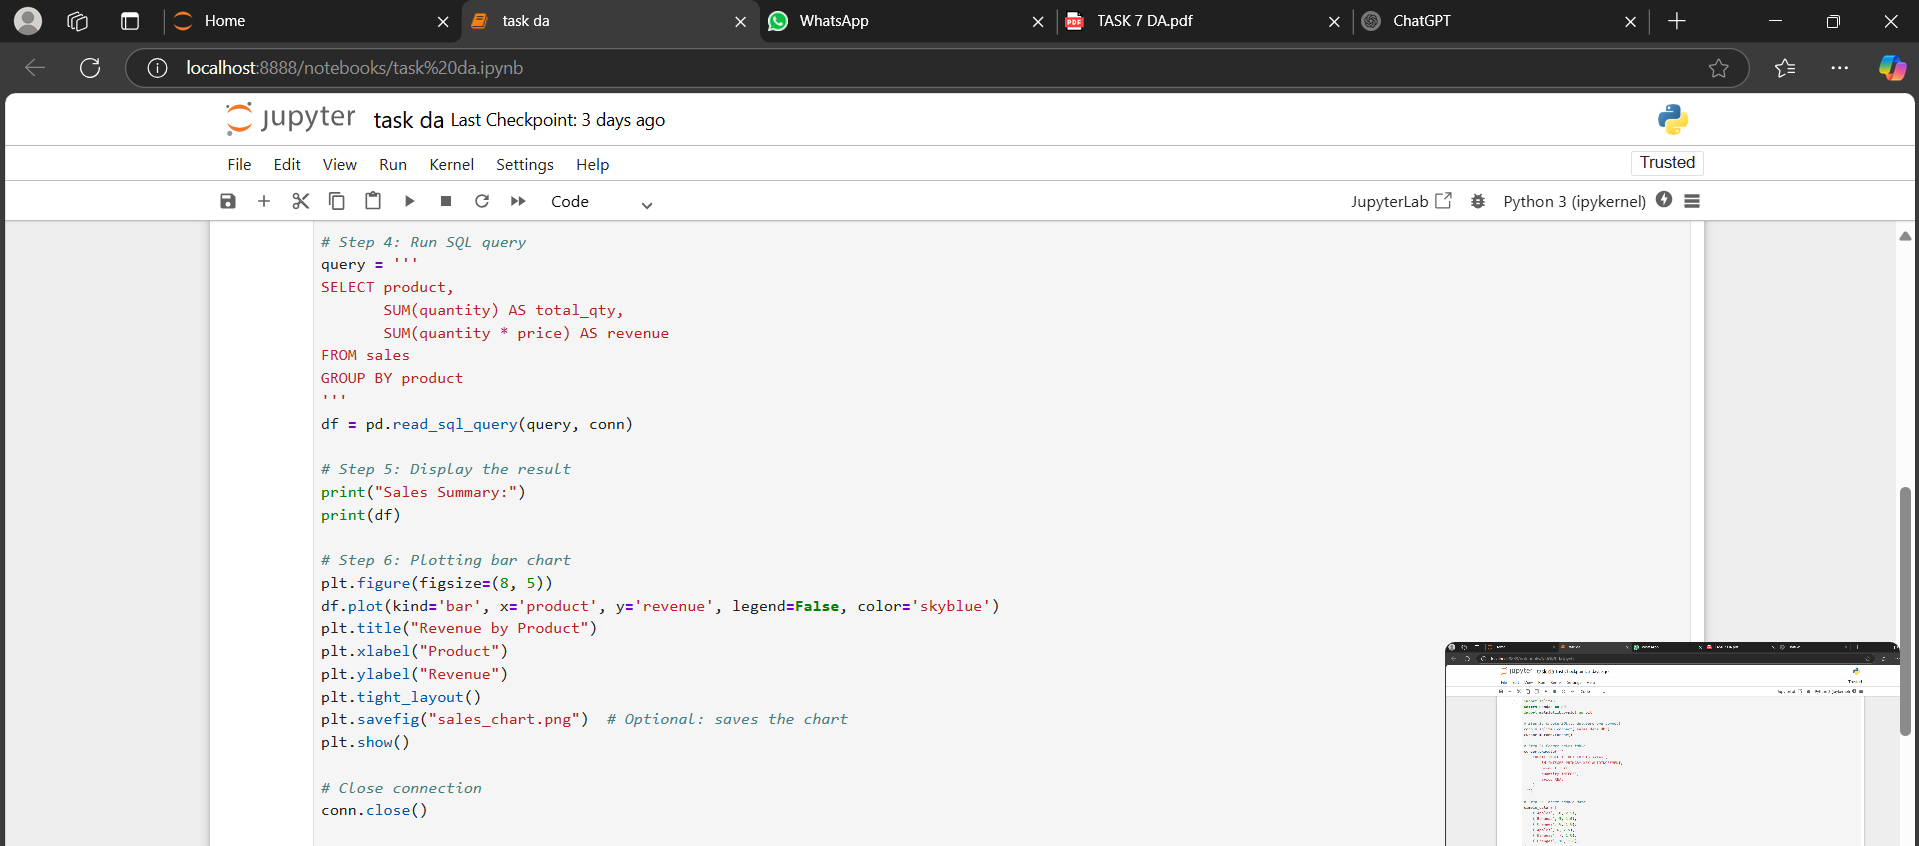 Home
task da
WhatsApp
TASK 7 DA.pdf
ChatGPT
localhost:8888/notebooks/task%20da.ipynb
jupyter task da Last Checkpoint: 3 days ago
File Edit View Run Kernel Settings Help
Trusted
Code
JupyterLab
Python 3 (ipykernel)
# Step 4: Run SQL query
query = '''
SELECT product,
       SUM(quantity) AS total_qty,
       SUM(quantity * price) AS revenue
FROM sales
GROUP BY product
'''
df = pd.read_sql_query(query, conn)
# Step 5: Display the result
print("Sales Summary:")
print(df)
# Step 6: Plotting bar chart
plt.figure(figsize=(8, 5))
df.plot(kind='bar', x='product', y='revenue', legend=False, color='skyblue')
plt.title("Revenue by Product")
plt.xlabel("Product")
plt.ylabel("Revenue")
plt.tight_layout()
plt.savefig("sales_chart.png")  # Optional: saves the chart
plt.show()
# Close connection
conn.close()